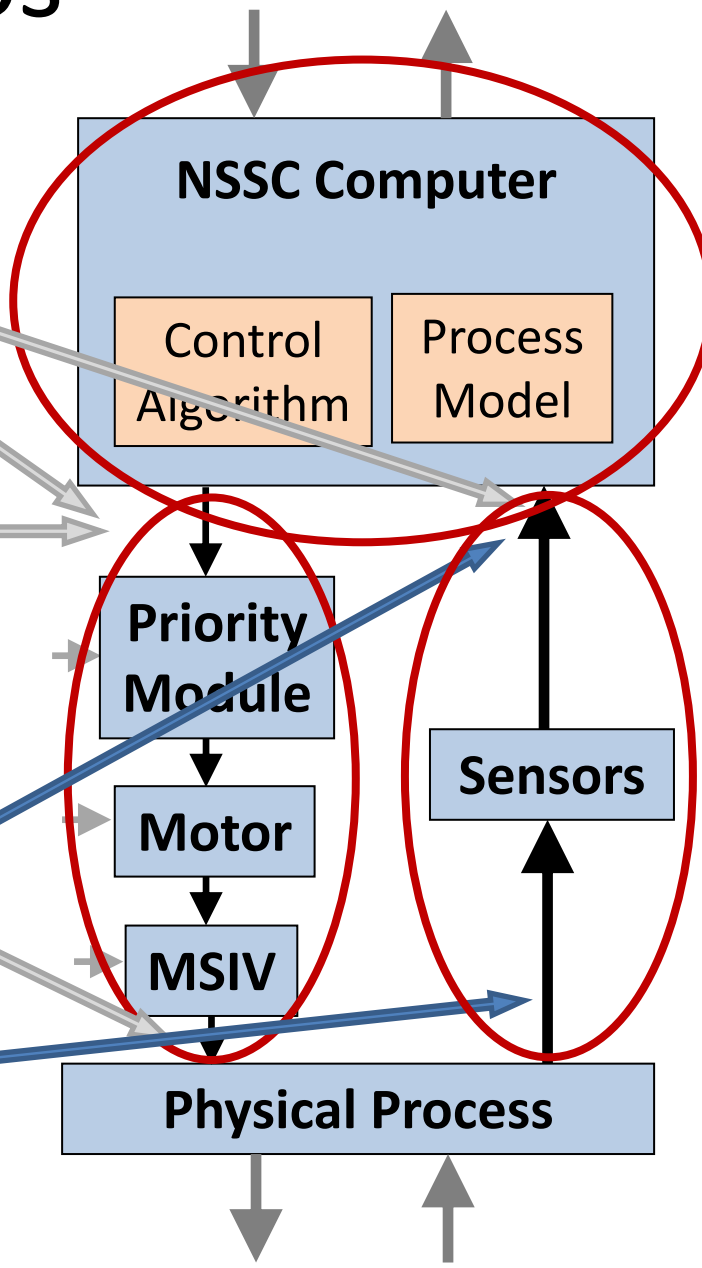 NSSC Computer
Control
Algorithm
Process
Model
Priority
Module
Motor
MSIV
Sensors
Physical Process